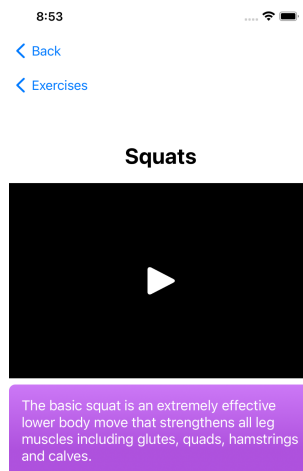 8:53
Back
Exercises
Squats
The basic squat is an extremely effective
lower body move that strengthens all leg
muscles including glutes, quads, hamstrings
and calves.